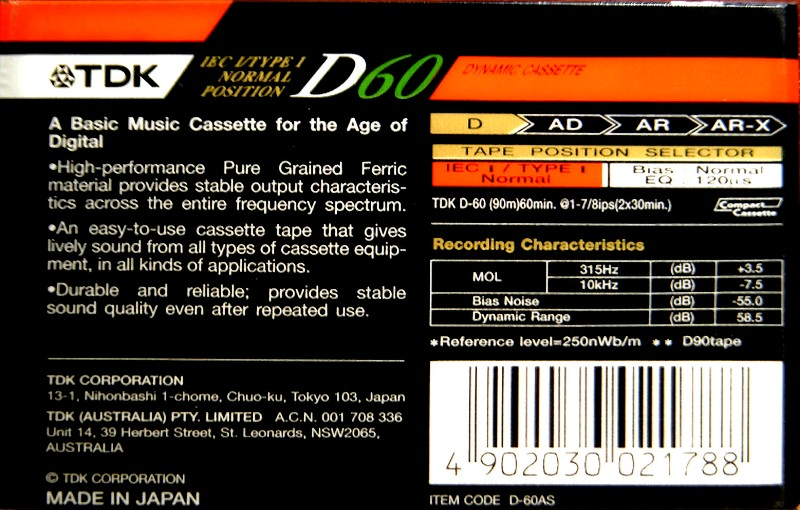 TDK
IEC I/TYPE I
NORMAL
POSITION
D60
DYNAMIC CASSETTE
A Basic Music Cassette for the Age of
Digital
•High-performance Pure Grained Ferric
material provides stable output characteris-
tics across the entire frequency spectrum.
•An easy-to-use cassette tape that gives
lively sound from all types of cassette equip-
ment, in all kinds of applications.
•Durable and reliable; provides stable
sound quality even after repeated use.
TDK CORPORATION
13-1, Nihonbashi 1-chome, Chuo-ku, Tokyo 103, Japan
TDK (AUSTRALIA) PTY. LIMITED A.C.N. 001 708 336
Unit 14, 39 Herbert Street, St. Leonards, NSW2065,
AUSTRALIA
© TDK CORPORATION
MADE IN JAPAN
D AD AR AR-X
TAPE POSITION SELECTOR
IEC I / TYPE I
Normal
Bias : Normal
EQ : 120µs
TDK D-60 (90m)60min. @1-7/8ips(2x30min.)
Compact
Cassette
Recording Characteristics
MOL 315Hz (dB) +3.5
10kHz (dB) -7.5
Bias Noise (dB) -55.0
Dynamic Range (dB) 58.5
*Reference level=250nWb/m ** D90tape
4 902030 021788
ITEM CODE D-60AS